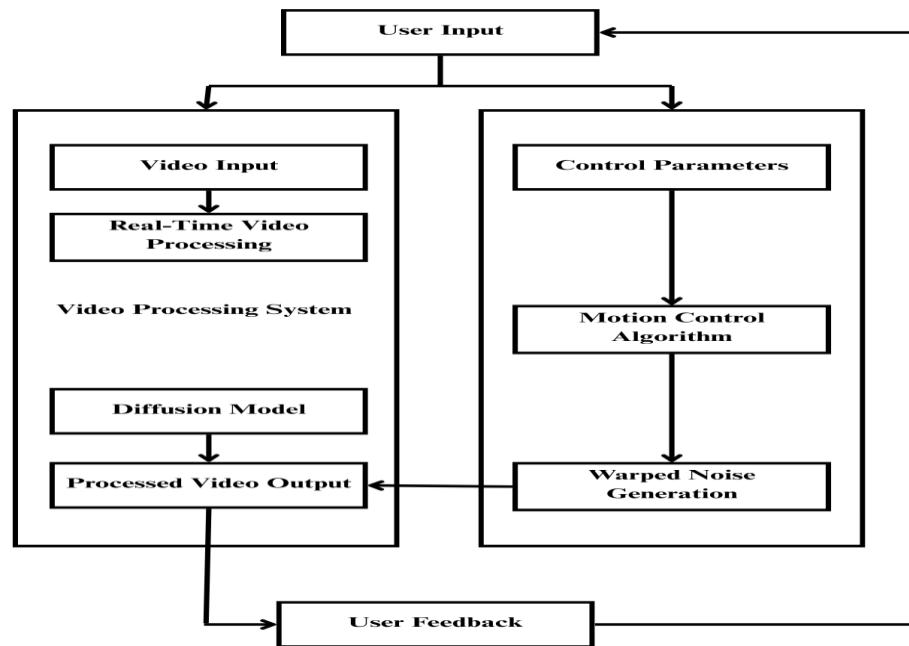 User Input
Video Input
Real-Time Video
Processing
Video Processing System
Diffusion Model
Processed Video Output
Control Parameters
Motion Control
Algorithm
Warped Noise
Generation
User Feedback